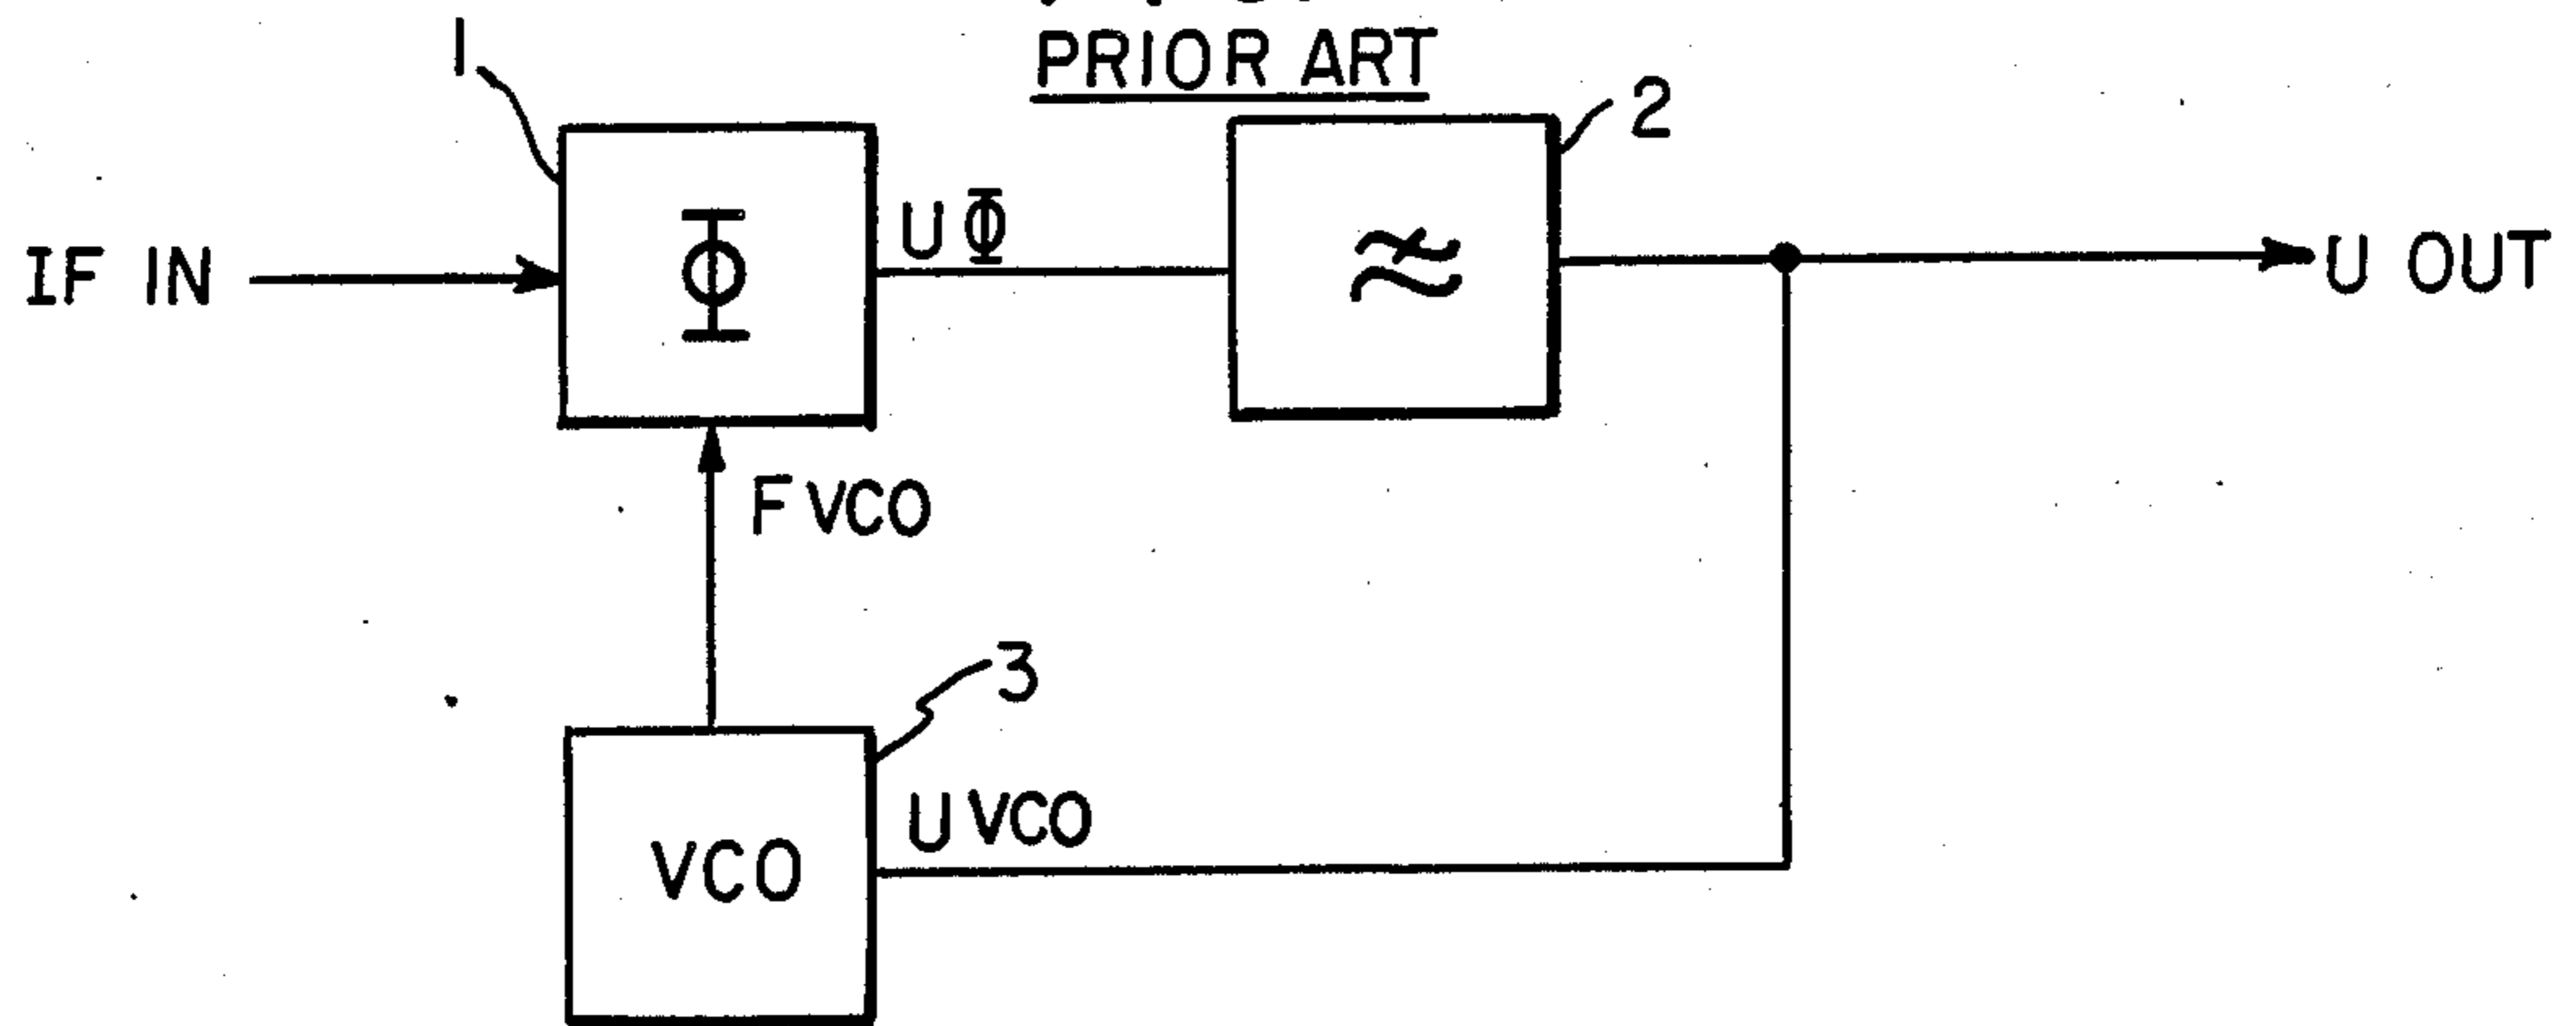 PRIOR ART
1
2
IF IN
Φ
UΦ
U OUT
F VCO
3
VCO
U VCO